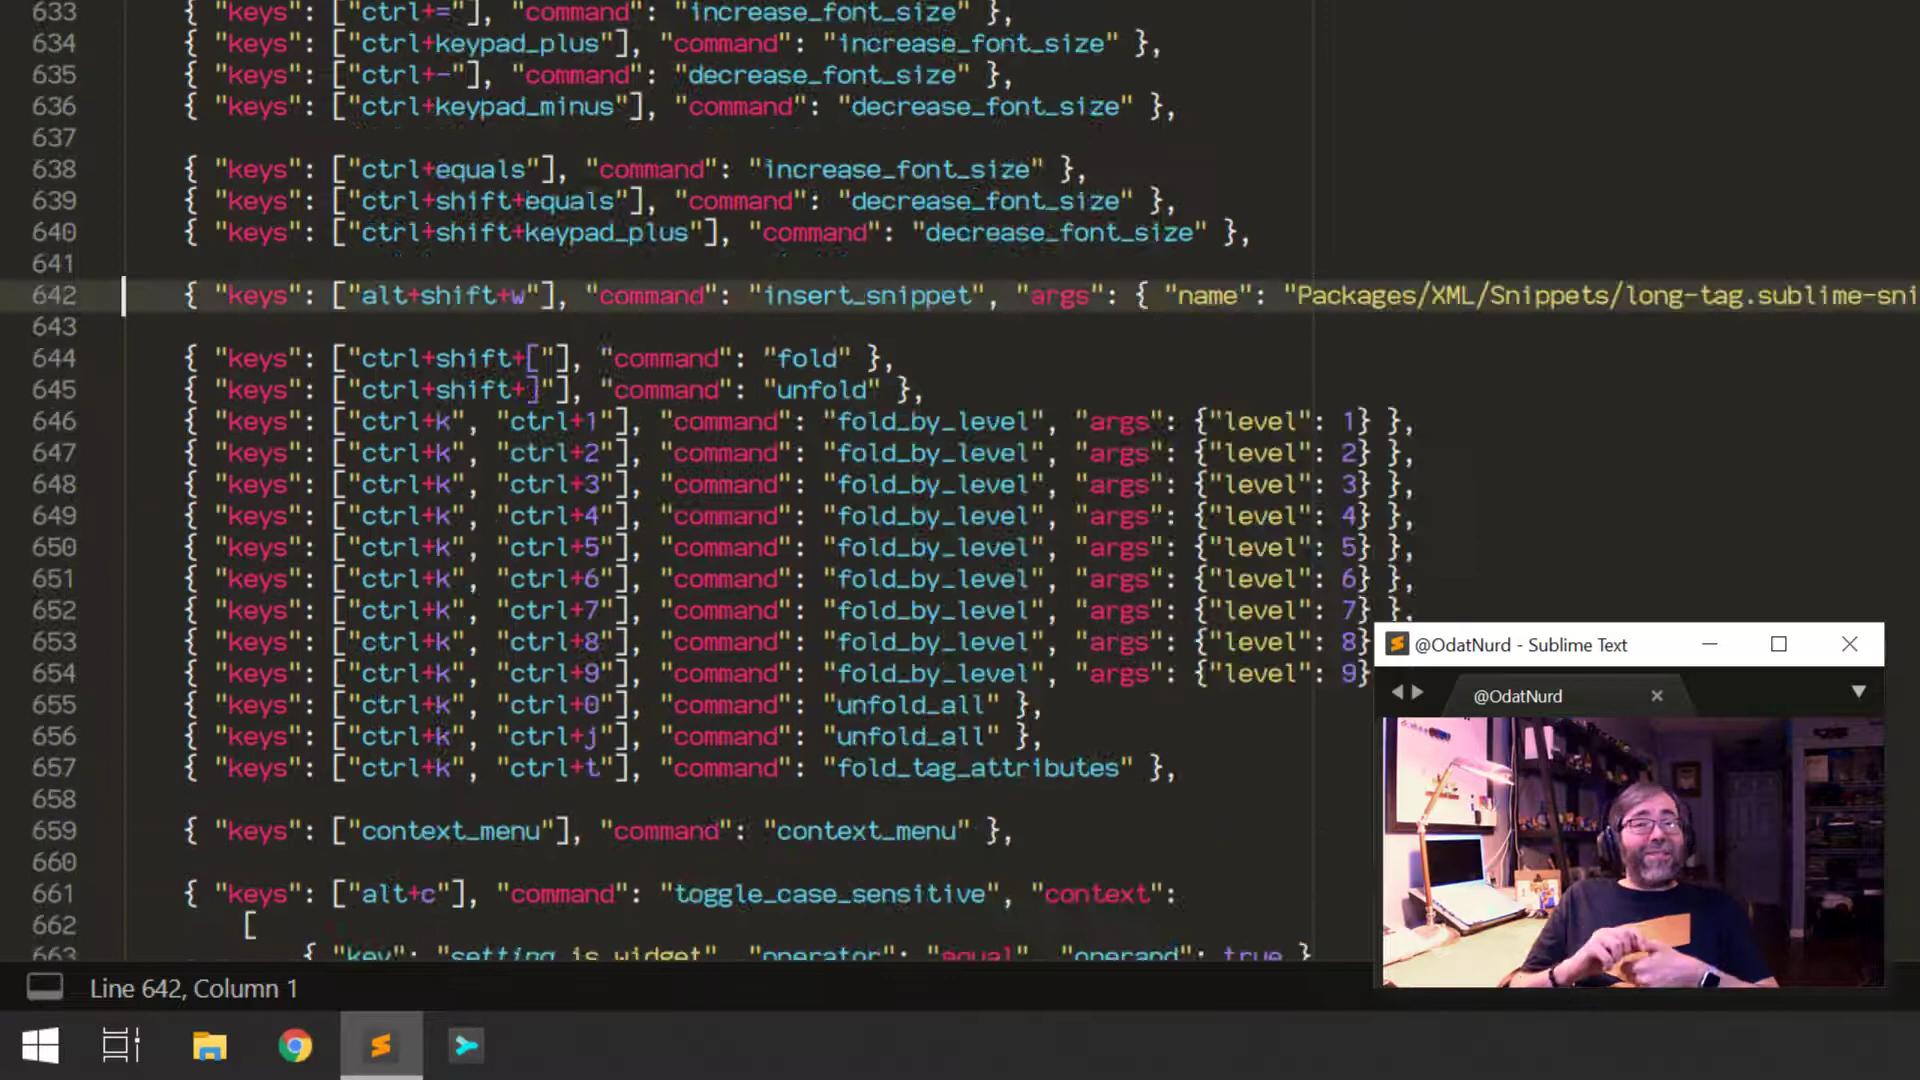 633 { "keys": ["ctrl+="], "command": "increase_font_size" },
634 { "keys": ["ctrl+keypad_plus"], "command": "increase_font_size" },
635 { "keys": ["ctrl+-"], "command": "decrease_font_size" },
636 { "keys": ["ctrl+keypad_minus"], "command": "decrease_font_size" },
637
638 { "keys": ["ctrl+equals"], "command": "increase_font_size" },
639 { "keys": ["ctrl+shift+equals"], "command": "decrease_font_size" },
640 { "keys": ["ctrl+shift+keypad_plus"], "command": "decrease_font_size" },
641
642 { "keys": ["alt+shift+w"], "command": "insert_snippet", "args": { "name": "Packages/XML/Snippets/long-tag.sublime-sni
643
644 { "keys": ["ctrl+shift+["], "command": "fold" },
645 { "keys": ["ctrl+shift+]"], "command": "unfold" },
646 { "keys": ["ctrl+k", "ctrl+1"], "command": "fold_by_level", "args": {"level": 1} },
647 { "keys": ["ctrl+k", "ctrl+2"], "command": "fold_by_level", "args": {"level": 2} },
648 { "keys": ["ctrl+k", "ctrl+3"], "command": "fold_by_level", "args": {"level": 3} },
649 { "keys": ["ctrl+k", "ctrl+4"], "command": "fold_by_level", "args": {"level": 4} },
650 { "keys": ["ctrl+k", "ctrl+5"], "command": "fold_by_level", "args": {"level": 5} },
651 { "keys": ["ctrl+k", "ctrl+6"], "command": "fold_by_level", "args": {"level": 6} },
652 { "keys": ["ctrl+k", "ctrl+7"], "command": "fold_by_level", "args": {"level": 7} },
653 { "keys": ["ctrl+k", "ctrl+8"], "command": "fold_by_level", "args": {"level": 8}
654 { "keys": ["ctrl+k", "ctrl+9"], "command": "fold_by_level", "args": {"level": 9}
655 { "keys": ["ctrl+k", "ctrl+0"], "command": "unfold_all" },
656 { "keys": ["ctrl+k", "ctrl+j"], "command": "unfold_all" },
657 { "keys": ["ctrl+k", "ctrl+t"], "command": "fold_tag_attributes" },
658
659 { "keys": ["context_menu"], "command": "context_menu" },
660
661 { "keys": ["alt+c"], "command": "toggle_case_sensitive", "context":
662 [
663 { "key": "setting.is_widget", "operator": "equal", "operand": true }
@OdatNurd - Sublime Text
@OdatNurd
Line 642, Column 1